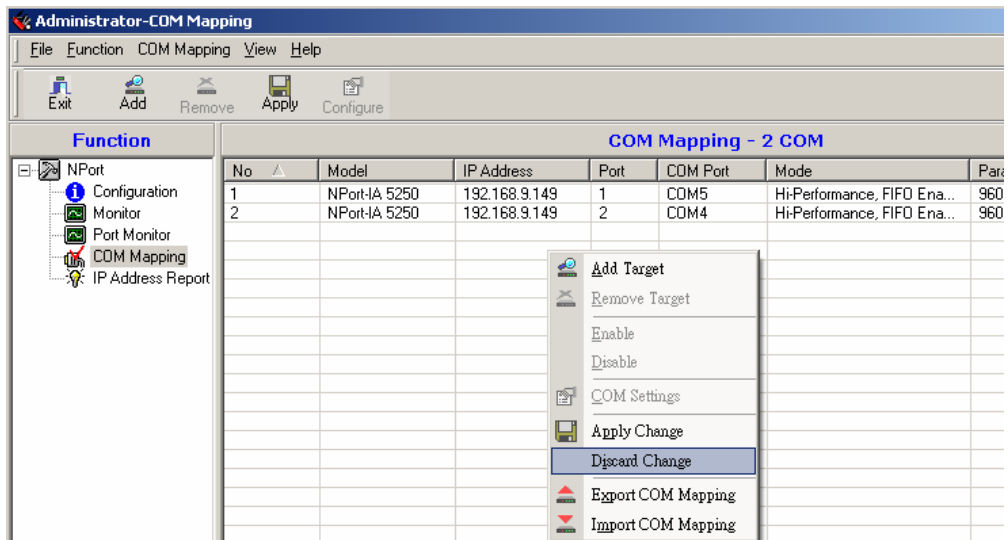 Administrator-COM Mapping
File Function COM Mapping View Help
Exit Add Remove Apply Configure
Function
COM Mapping - 2 COM
NPort
Configuration
Monitor
Port Monitor
COM Mapping
IP Address Report
No Model IP Address Port COM Port Mode Para
1 NPort-IA 5250 192.168.9.149 1 COM5 Hi-Performance, FIFO Ena... 960
2 NPort-IA 5250 192.168.9.149 2 COM4 Hi-Performance, FIFO Ena... 960
Add Target
Remove Target
Enable
Disable
COM Settings
Apply Change
Discard Change
Export COM Mapping
Import COM Mapping